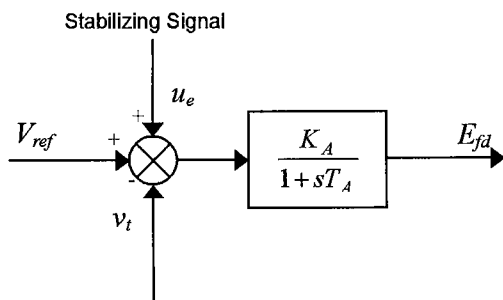 Stabilizing Signal
+
u_e
V_ref
+
-
v_t
K_A
1 + sT_A
E_fd